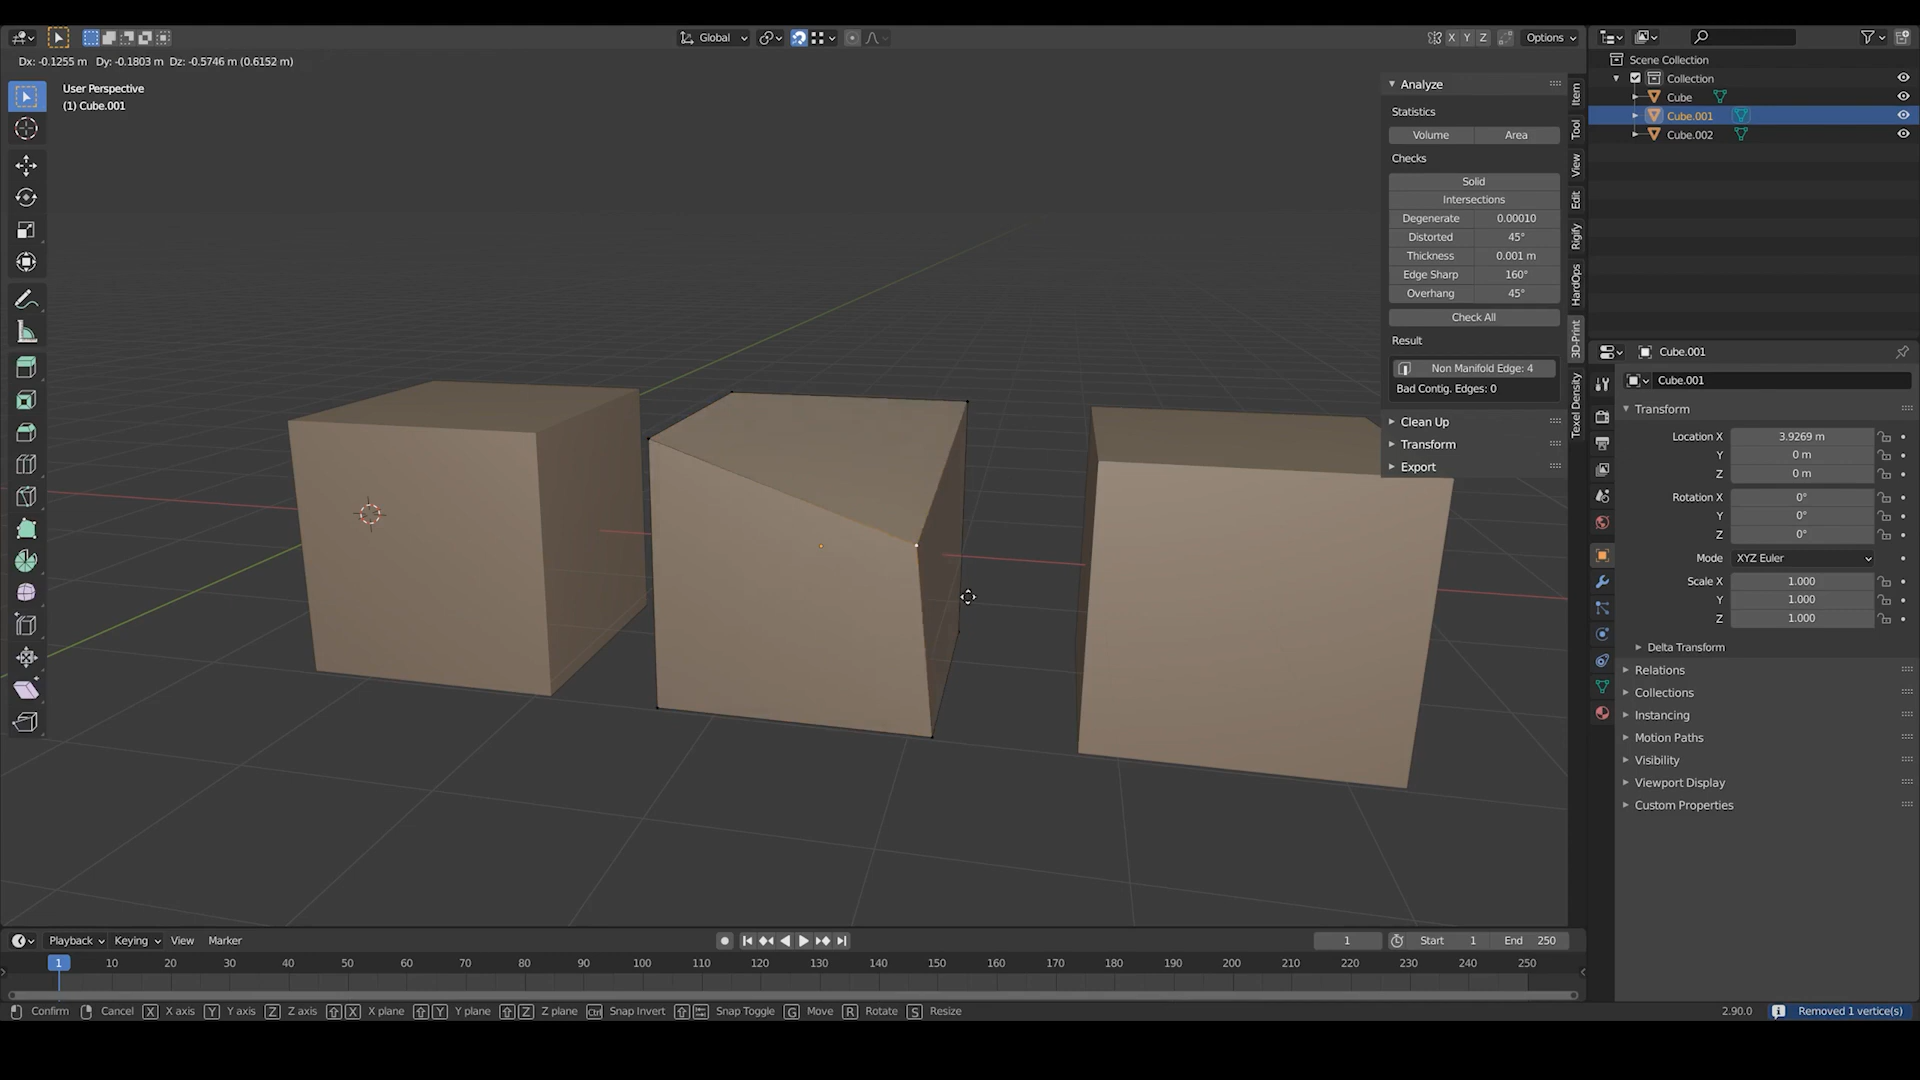 Global
X Y Z
Options
Dx: -0.1255 m Dy: -0.1803 m Dz: -0.5746 m (0.6152 m)
User Perspective
(1) Cube.001
Analyze
Statistics
Volume Area
Checks
Solid
Intersections
Degenerate 0.00010
Distorted 45°
Thickness 0.001 m
Edge Sharp 160°
Overhang 45°
Check All
Result
Non Manifold Edge: 4
Bad Contig. Edges: 0
Clean Up
Transform
Export
Item
Tool
View
Edit
Rigify
HardOps
3D-Print
Texel Density
Scene Collection
Collection
Cube
Cube.001
Cube.002
Cube.001
Cube.001
Transform
Location X 3.9269 m
Y 0 m
Z 0 m
Rotation X 0°
Y 0°
Z 0°
Mode XYZ Euler
Scale X 1.000
Y 1.000
Z 1.000
Delta Transform
Relations
Collections
Instancing
Motion Paths
Visibility
Viewport Display
Custom Properties
Playback Keying View Marker
1 Start 1 End 250
1 10 20 30 40 50 60 70 80 90 100 110 120 130 140 150 160 170 180 190 200 210 220 230 240 250
Confirm Cancel X X axis Y Y axis Z Z axis X X plane Y Y plane Z Z plane Ctrl Snap Invert Snap Toggle G Move R Rotate S Resize
2.90.0 Removed 1 vertice(s)